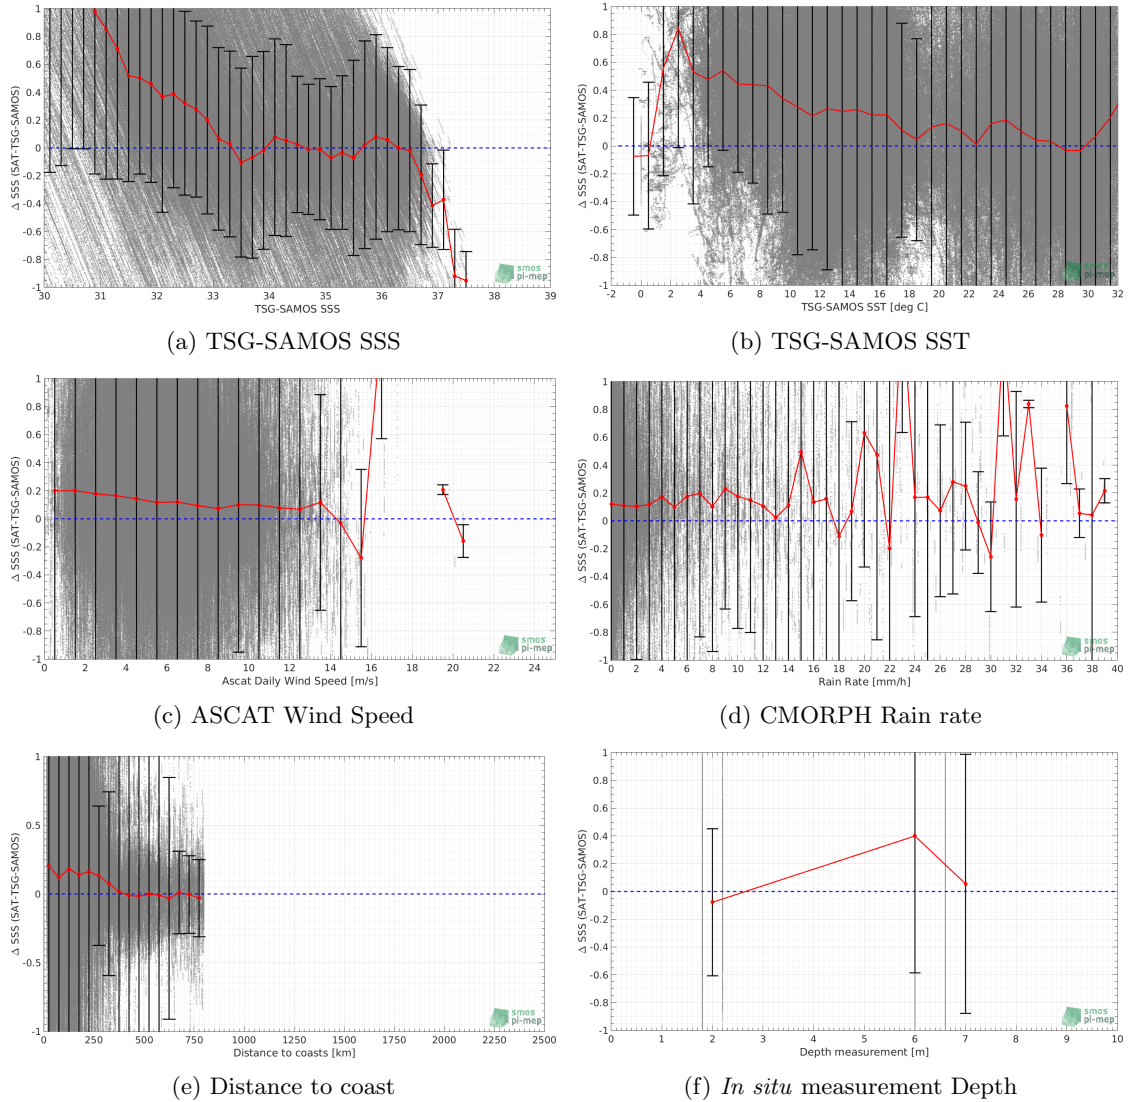 Δ SSS (SAT-TSG-SAMOS)
1
0.8
0.6
0.4
0.2
0
-0.2
-0.4
-0.6
-0.8
-1
30 31 32 33 34 35 36 37 38 39
TSG-SAMOS SSS
smos
pi-mep
(a) TSG-SAMOS SSS
Δ SSS (SAT-TSG-SAMOS)
1
0.8
0.6
0.4
0.2
0
-0.2
-0.4
-0.6
-0.8
-1
-2 0 2 4 6 8 10 12 14 16 18 20 22 24 26 28 30 32
TSG-SAMOS SST [deg C]
smos
pi-mep
(b) TSG-SAMOS SST
Δ SSS (SAT-TSG-SAMOS)
1
0.8
0.6
0.4
0.2
0
-0.2
-0.4
-0.6
-0.8
-1
0 2 4 6 8 10 12 14 16 18 20 22 24
Ascat Daily Wind Speed [m/s]
smos
pi-mep
(c) ASCAT Wind Speed
Δ SSS (SAT-TSG-SAMOS)
1
0.8
0.6
0.4
0.2
0
-0.2
-0.4
-0.6
-0.8
-1
0 2 4 6 8 10 12 14 16 18 20 22 24 26 28 30 32 34 36 38 40
Rain Rate [mm/h]
smos
pi-mep
(d) CMORPH Rain rate
Δ SSS (SAT-TSG-SAMOS)
1
0.5
0
-0.5
-1
0 250 500 750 1000 1250 1500 1750 2000 2250 2500
Distance to coasts [km]
smos
pi-mep
(e) Distance to coast
Δ SSS (SAT-TSG-SAMOS)
1
0.8
0.6
0.4
0.2
0
-0.2
-0.4
-0.6
-0.8
-1
0 1 2 3 4 5 6 7 8 9 10
Depth measurement [m]
smos
pi-mep
(f) In situ measurement Depth